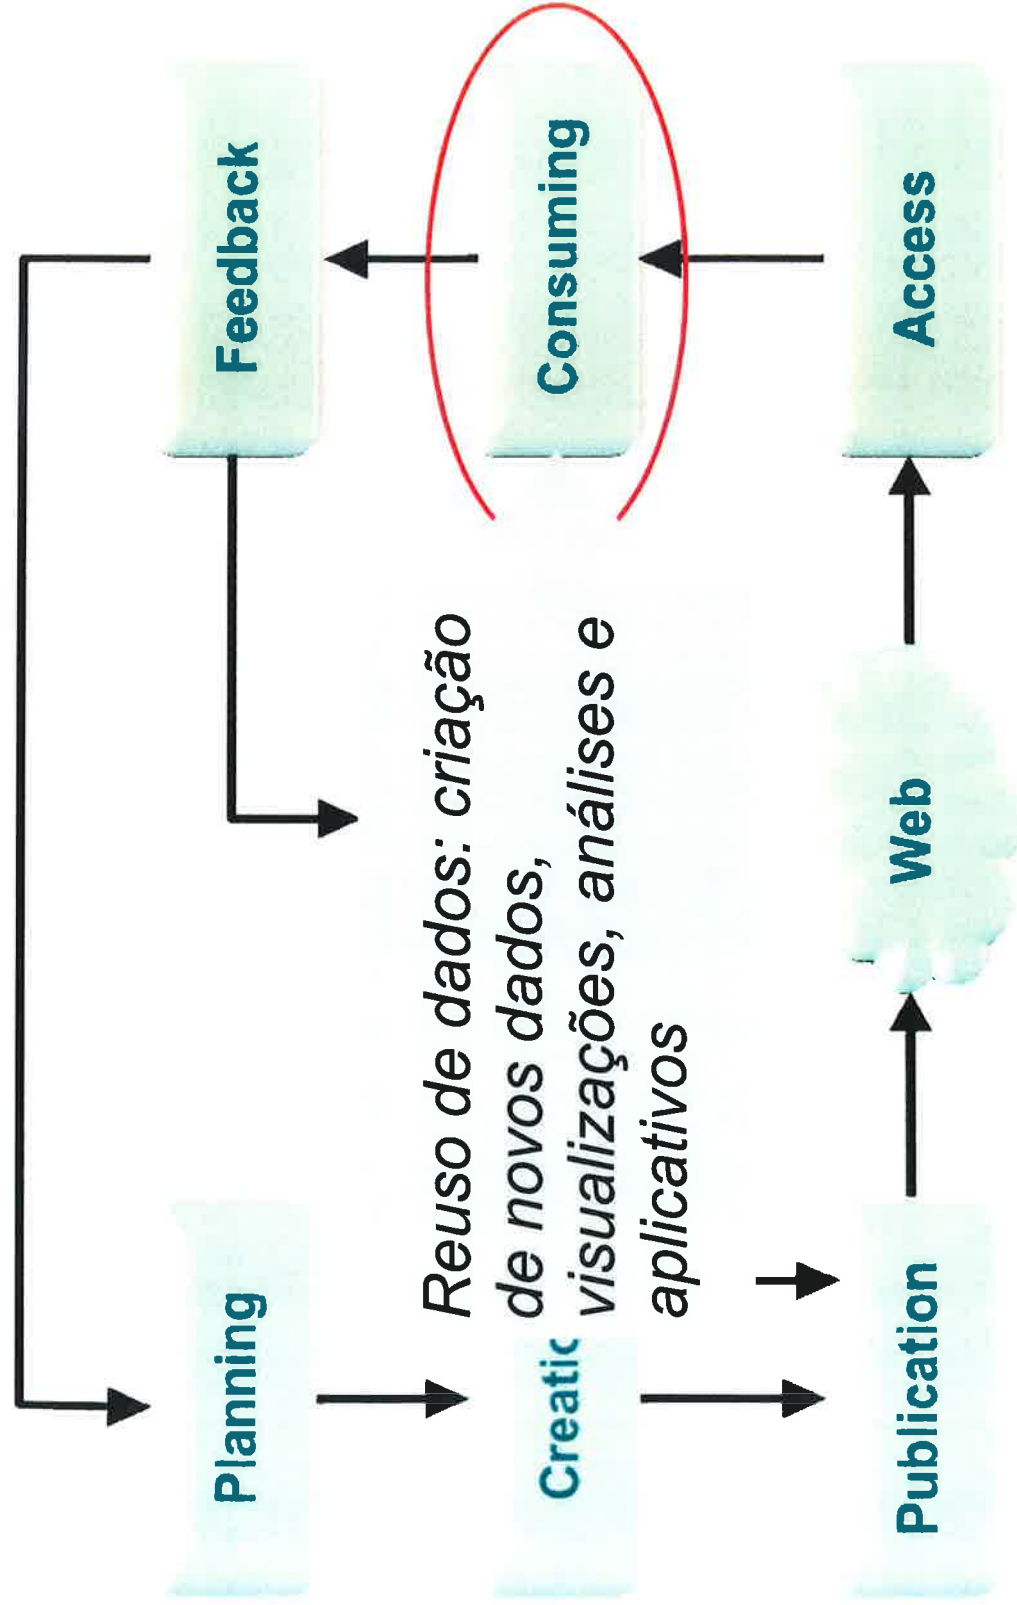 Planning
Feedback
Reuso de dados: criação
de novos dados,
visualizações, análises e
aplicativos
Creatic
Consuming
Publication
Web
Access